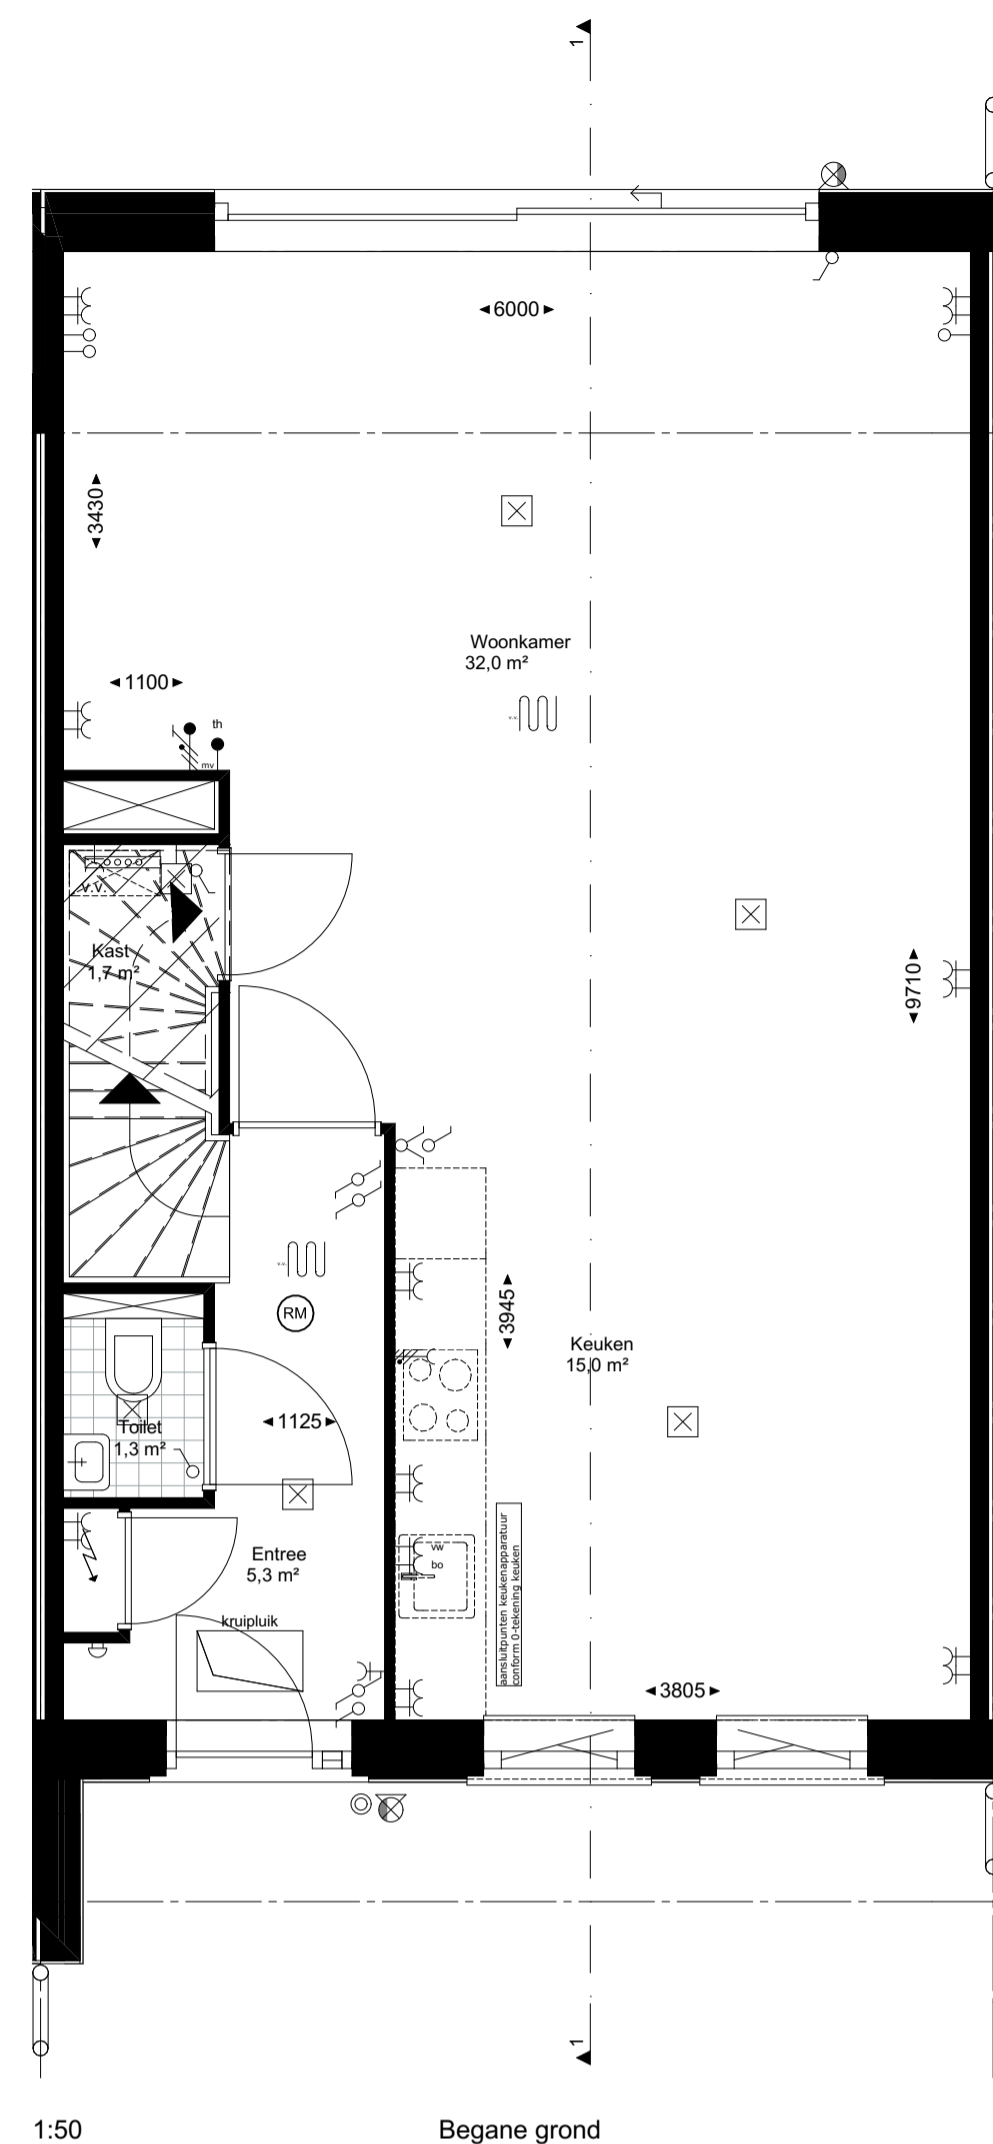 1
6000
3430
Woonkamer
32,0 m²
1100
th
mv
v.v.
v.v.
Kast
1,7 m²
9710
3945
v.v.
RM
Keuken
15,0 m²
1125
Toilet
1,3 m²
vw
bo
aansluitpunten keukenapparatuur
conform 0-tekening keuken
Entree
5,3 m²
kruipluik
3805
1
1:50
Begane grond